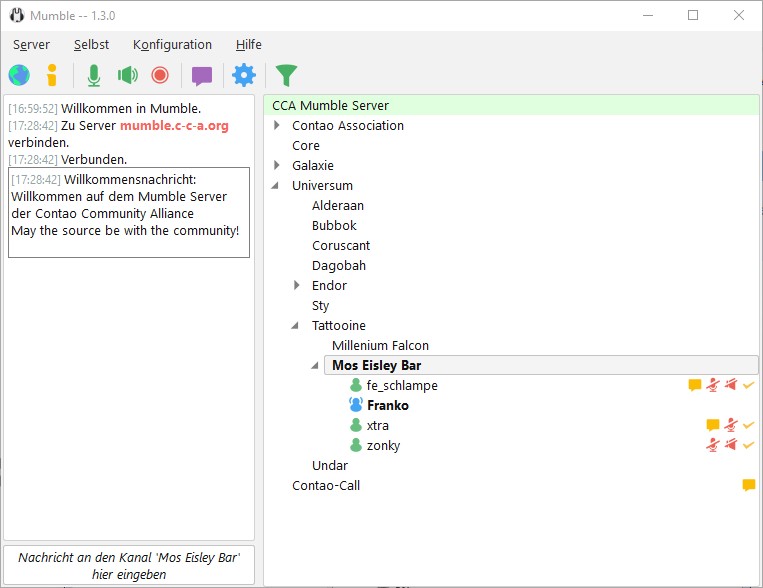 Mumble -- 1.3.0
Server Selbst Konfiguration Hilfe
[16:59:52] Willkommen in Mumble.
[17:28:42] Zu Server mumble.c-c-a.org
verbinden.
[17:28:42] Verbunden.
[17:28:42] Willkommensnachricht:
Willkommen auf dem Mumble Server
der Contao Community Alliance
May the source be with the community!
Nachricht an den Kanal 'Mos Eisley Bar'
hier eingeben
CCA Mumble Server
Contao Association
Core
Galaxie
Universum
Alderaan
Bubbok
Coruscant
Dagobah
Endor
Sty
Tattooine
Millenium Falcon
Mos Eisley Bar
fe_schlampe
Franko
xtra
zonky
Undar
Contao-Call